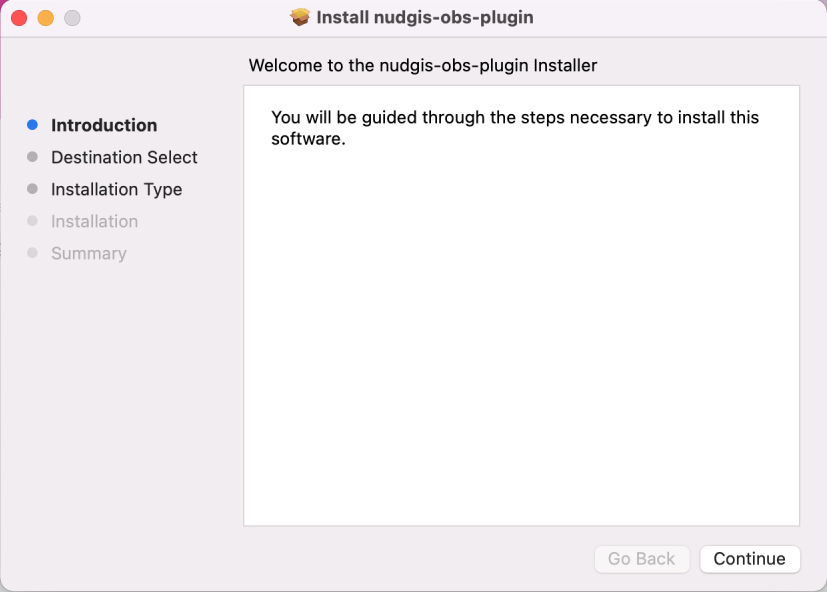 Install nudgis-obs-plugin
Welcome to the nudgis-obs-plugin Installer
Introduction
Destination Select
Installation Type
Installation
Summary
You will be guided through the steps necessary to install this
software.
Go Back
Continue